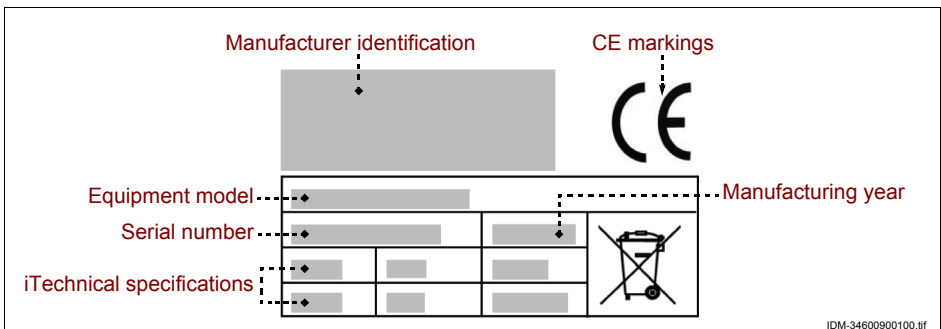 Manufacturer identification
CE markings
CE
Equipment model
Manufacturing year
Serial number
iTechnical specifications
IDM-34600900100.tif